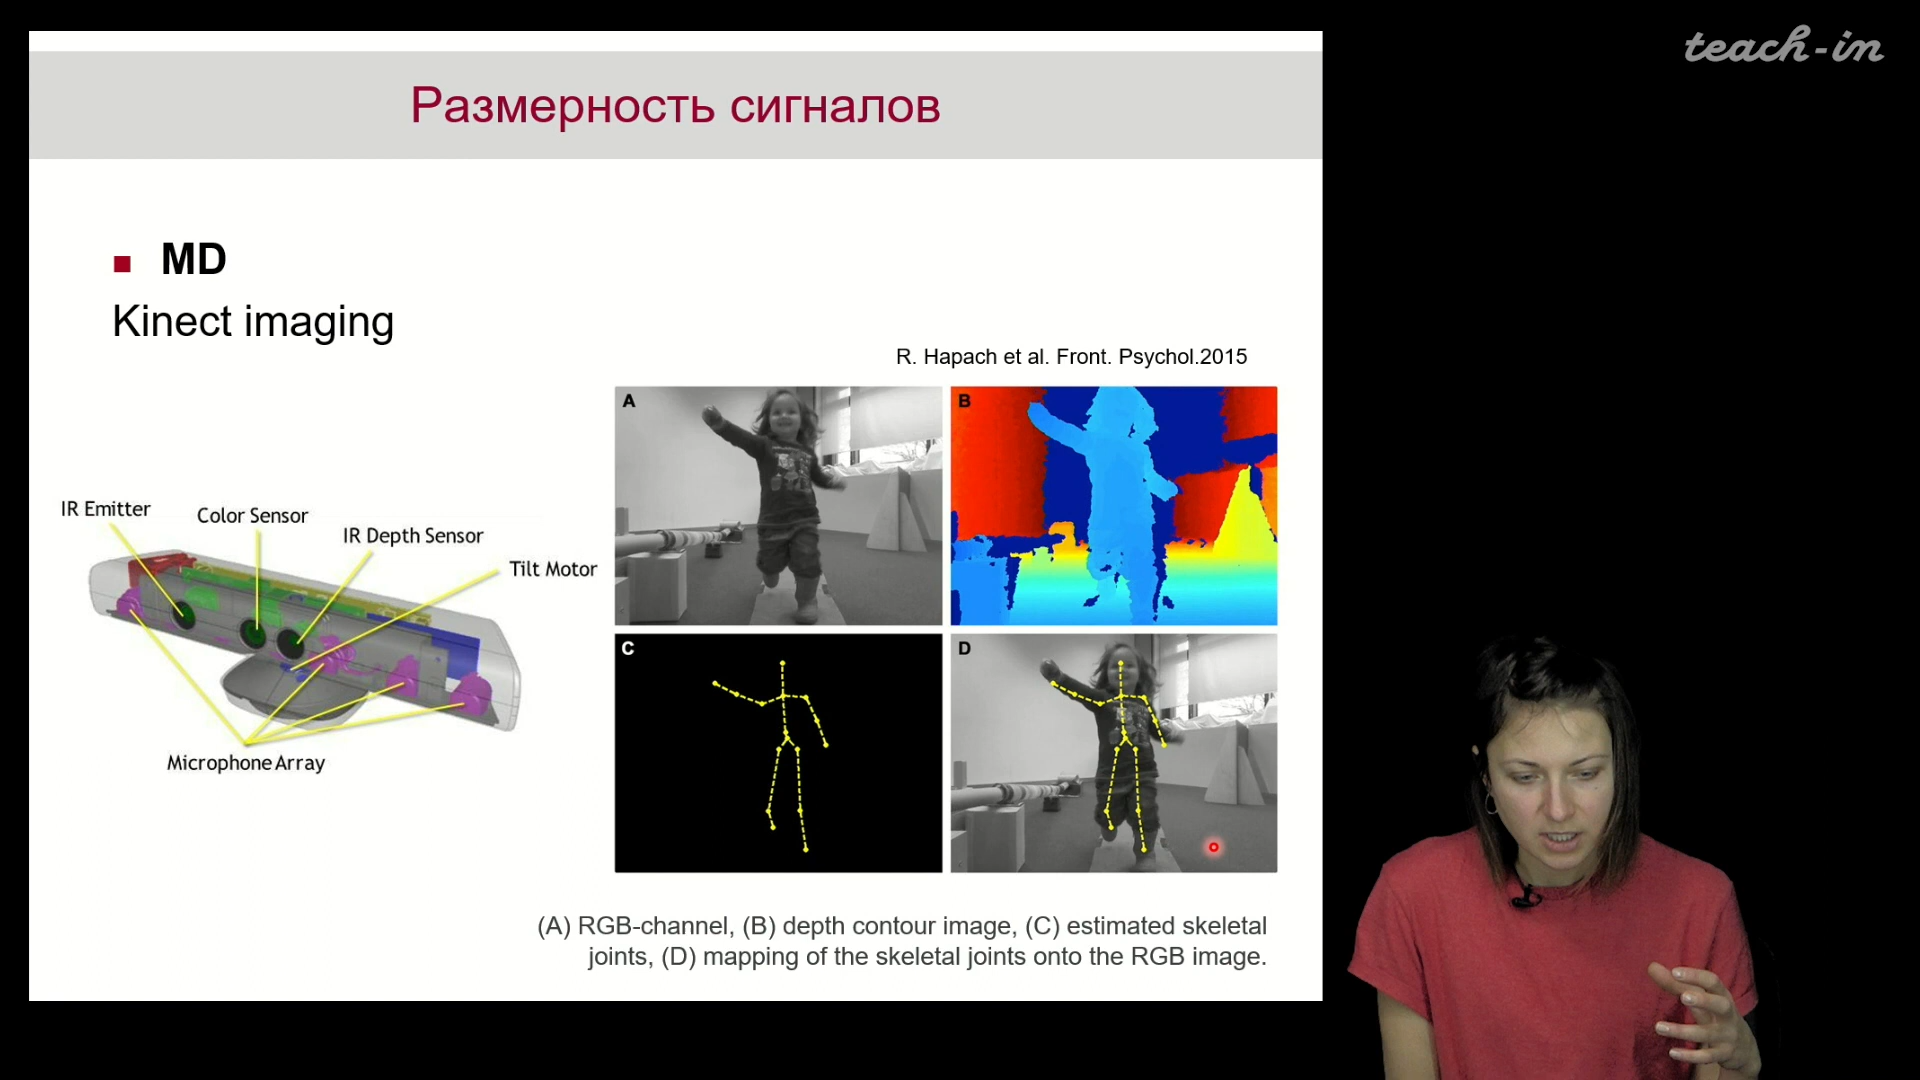 teach-in
Размерность сигналов
MD
Kinect imaging
R. Hapach et al. Front. Psychol.2015
A
B
IR Emitter
Color Sensor
IR Depth Sensor
Tilt Motor
C
D
Microphone Array
(A) RGB-channel, (B) depth contour image, (C) estimated skeletal
joints, (D) mapping of the skeletal joints onto the RGB image.